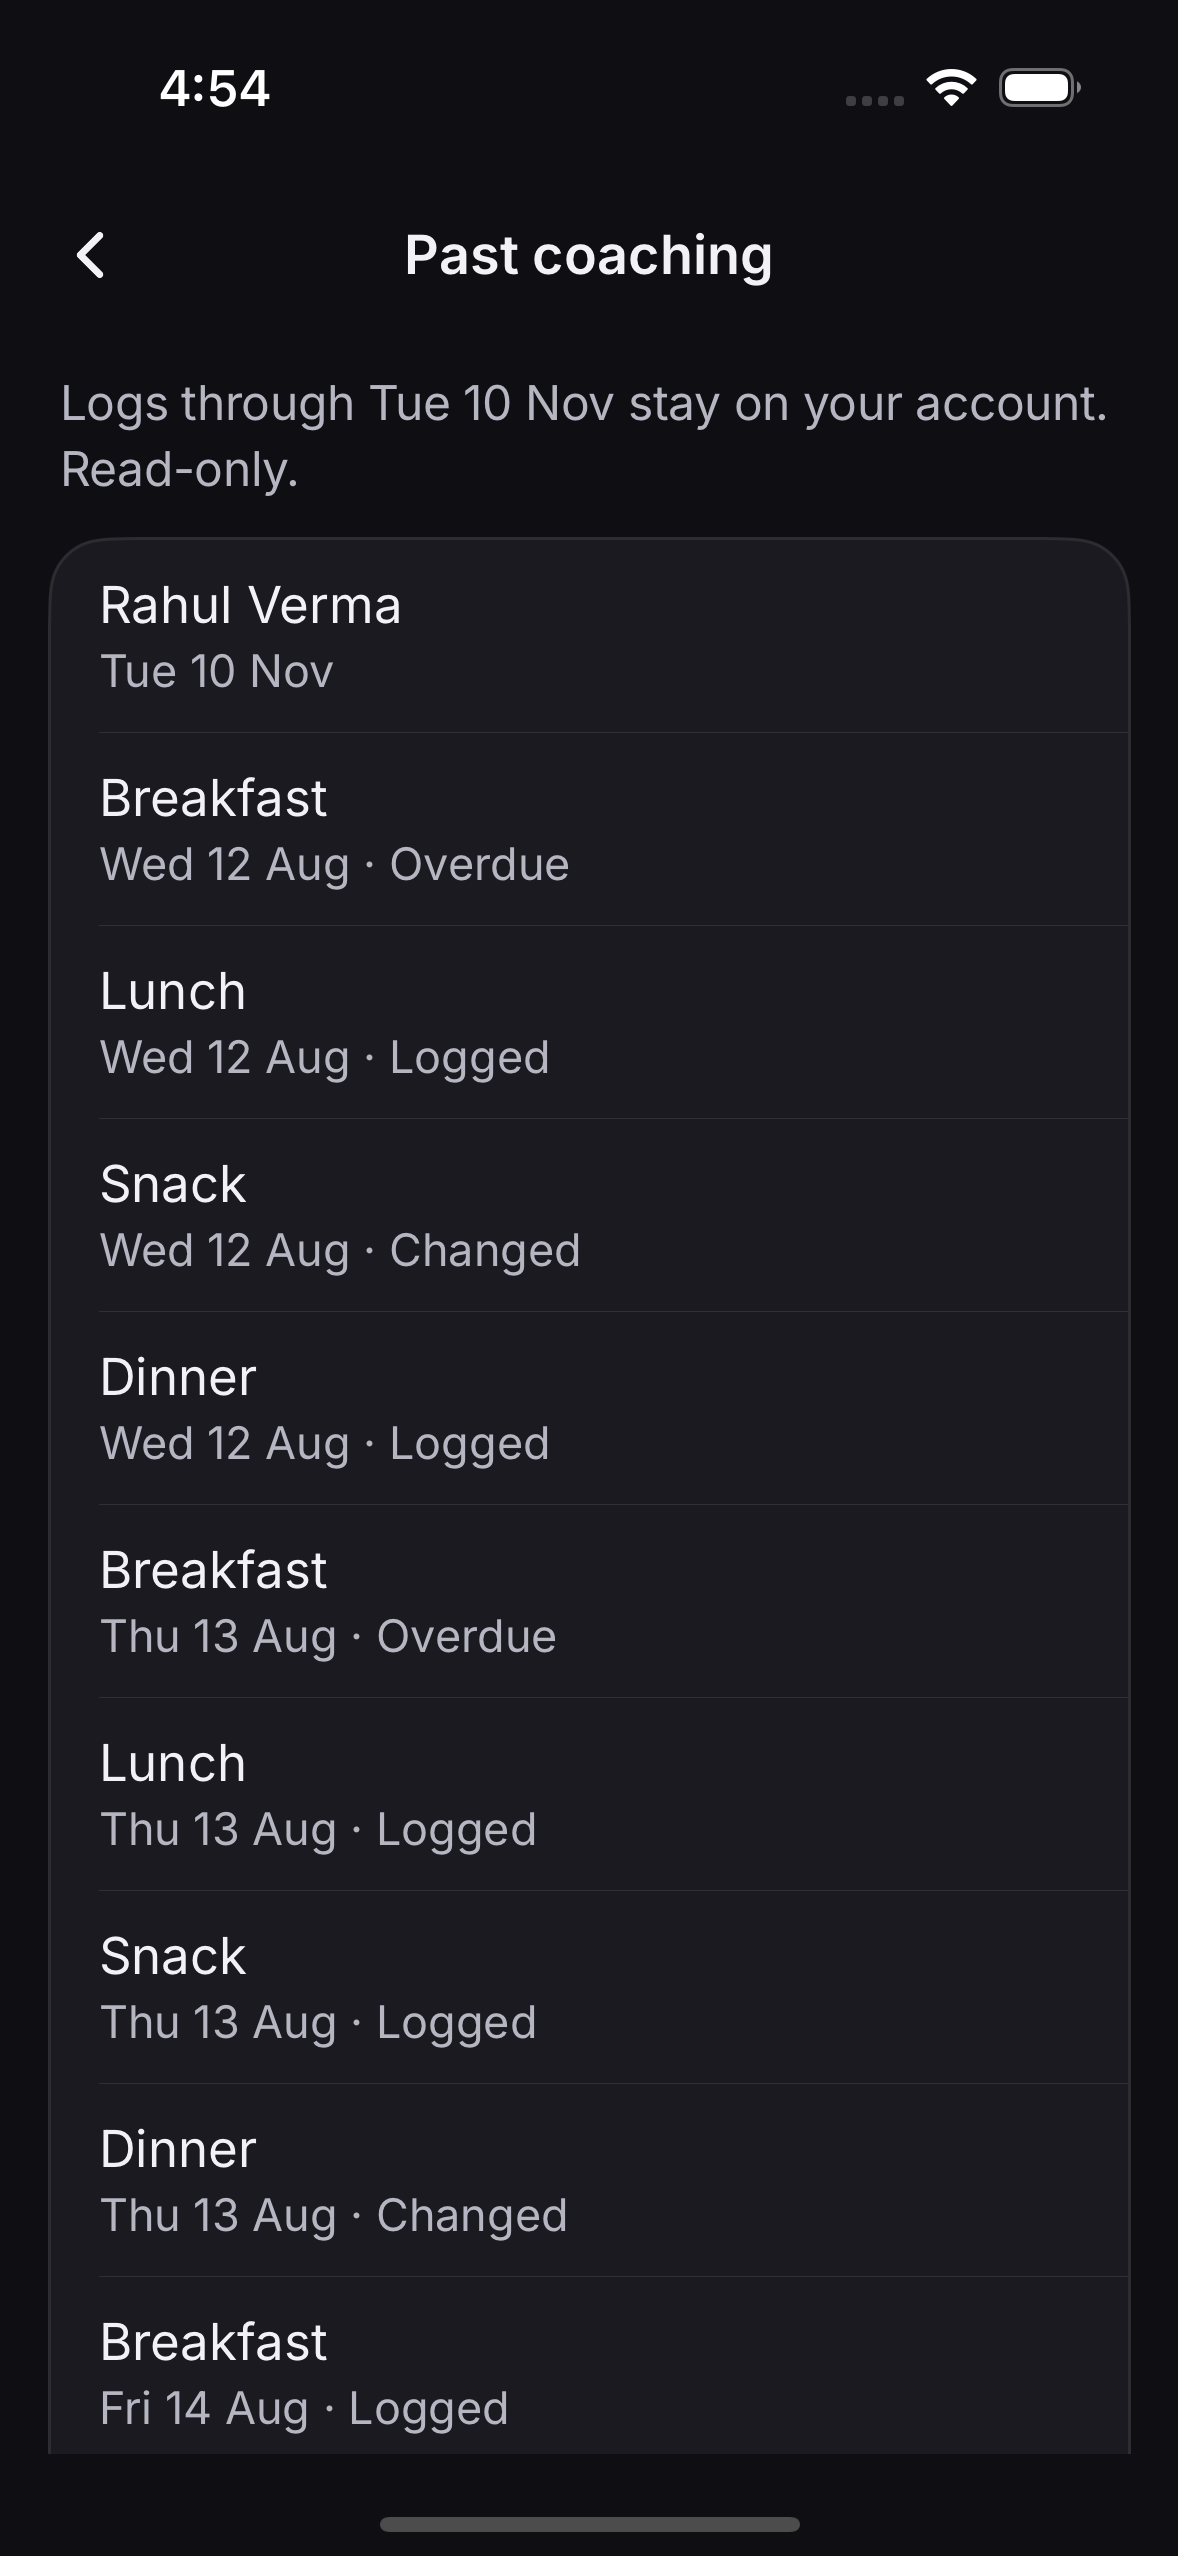 4:54
Past coaching
Logs through Tue 10 Nov stay on your account.
Read-only.
Rahul Verma
Tue 10 Nov
Breakfast
Wed 12 Aug · Overdue
Lunch
Wed 12 Aug · Logged
Snack
Wed 12 Aug · Changed
Dinner
Wed 12 Aug · Logged
Breakfast
Thu 13 Aug · Overdue
Lunch
Thu 13 Aug · Logged
Snack
Thu 13 Aug · Logged
Dinner
Thu 13 Aug · Changed
Breakfast
Fri 14 Aug · Logged